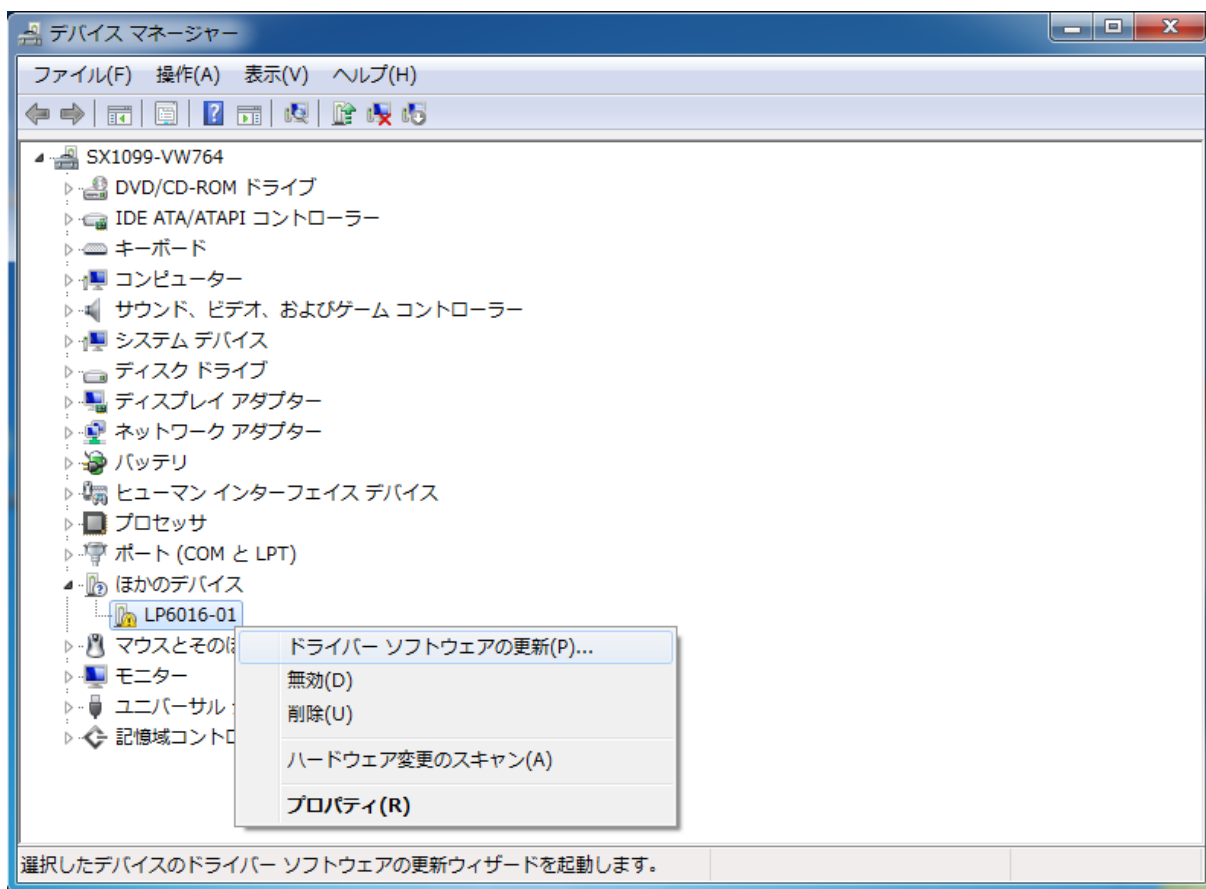 デバイス マネージャー
ファイル(F) 操作(A) 表示(V) ヘルプ(H)
SX1099-VW764
DVD/CD-ROM ドライブ
IDE ATA/ATAPI コントローラー
キーボード
コンピューター
サウンド、ビデオ、およびゲーム コントローラー
システム デバイス
ディスク ドライブ
ディスプレイ アダプター
ネットワーク アダプター
バッテリ
ヒューマン インターフェイス デバイス
プロセッサ
ポート (COM と LPT)
ほかのデバイス
LP6016-01
マウスとその
モニター
ユニバーサル
記憶域コントロ
ドライバー ソフトウェアの更新(P)...
無効(D)
削除(U)
ハードウェア変更のスキャン(A)
プロパティ(R)
選択したデバイスのドライバー ソフトウェアの更新ウィザードを起動します。